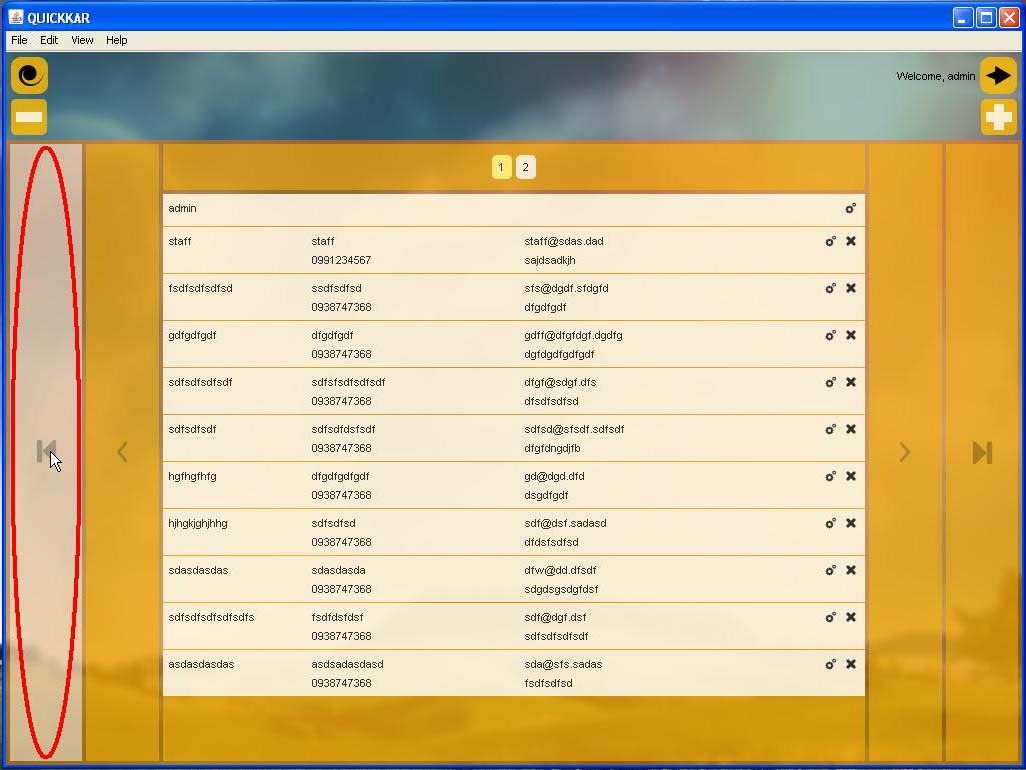 QUICKKAR
File Edit View Help
Welcome, admin
1 2
admin
staff staff staff@sdas.dad
0991234567 sajdsadkjh
fsdfsdfsdfsd ssdfsdfsd sfs@dgdf.sfdgfd
0938747368 dfgdfgdf
gdfgdfgdf dfgdfgdf gdff@dfgfdgf.dgdfg
0938747368 dgfdgdfgdfgdf
sdfsdfsdfsdf sdfsfsdfsdfsdf dfgf@sdgf.dfs
0938747368 dfsdfsdfsd
sdfsdfsdf sdfsdfdsfsdf sdfsd@sfsdf.sdfsdf
0938747368 dfgfdngdjfb
hgfhgfhfg dfgdfgdfgdf gd@dgd.dfd
0938747368 dsgdfgdf
hjhgkjghjhhg sdfsdfsd sdf@dsf.sadasd
0938747368 dfdsfsdfsd
sdasdasdas sdasdasda dfw@dd.dfsdf
0938747368 sdgdsgsdgfdsf
sdfsdfsdfsdfsdfs fsdfdsfdsf sdf@dgf.dsf
0938747368 sdfsdfsdfsdf
asdasdasdas asdsadasdasd sda@sfs.sadas
0938747368 fsdfsdfsd